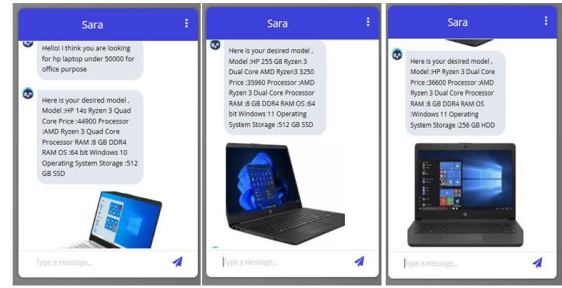 Sara
Hello! I think you are looking
for hp laptop under 50000 for
office purpose
Here is your desired model ,
Model :HP 14s Ryzen 3 Quad
Core Price :44900 Processor
:AMD Ryzen 3 Quad Core
Processor RAM :8 GB DDR4
RAM OS :64 bit Windows 10
Operating System Storage :512
GB SSD
Type a message...
Sara
Here is your desired model ,
Model :HP 255 G8 Ryzen 3
Dual Core AMD Ryzen3 3250
Price :35960 Processor :AMD
Ryzen 3 Dual Core Processor
RAM :8 GB DDR4 RAM OS :64
bit Windows 11 Operating
System Storage :512 GB SSD
Type a message...
Sara
Here is your desired model ,
Model :HP Ryzen 3 Dual Core
Price :36600 Processor :AMD
Ryzen 3 Dual Core Processor
RAM :8 GB DDR4 RAM OS
:Windows 11 Operating
System Storage :256 GB HDD
Type a message...